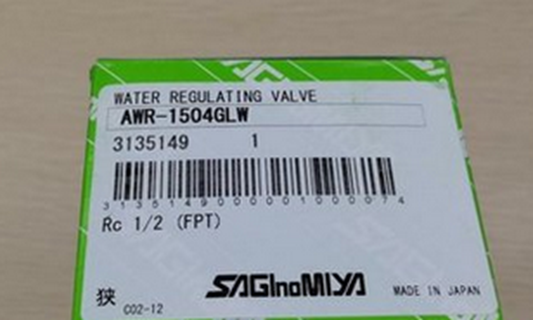 WATER REGULATING VALVE
AWR-1504GLW
3135149 1
3135149000001000074
Rc 1/2 (FPT)
狭 C02-12 SAGInoMIYA MADE IN JAPAN